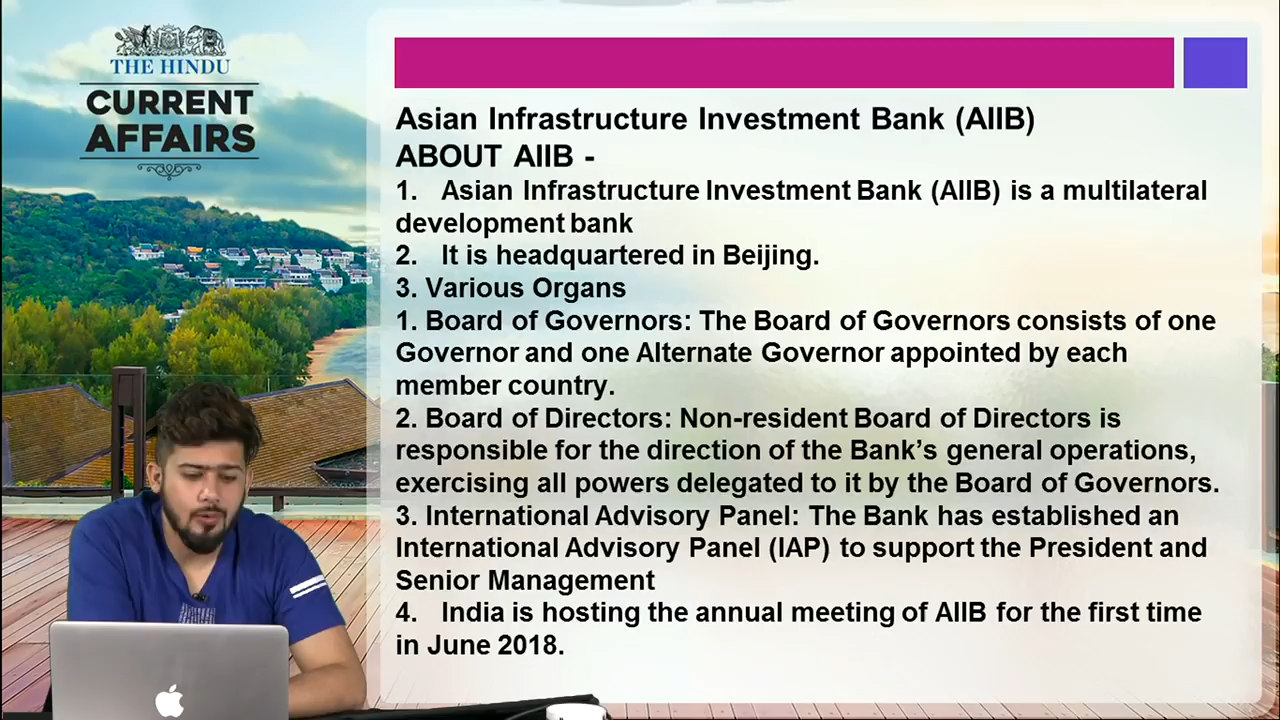 THE HINDU
CURRENT
AFFAIRS
Asian Infrastructure Investment Bank (AIIB)
ABOUT AIIB -
1. Asian Infrastructure Investment Bank (AIIB) is a multilateral
development bank
2. It is headquartered in Beijing.
3. Various Organs
1. Board of Governors: The Board of Governors consists of one
Governor and one Alternate Governor appointed by each
member country.
2. Board of Directors: Non-resident Board of Directors is
responsible for the direction of the Bank’s general operations,
exercising all powers delegated to it by the Board of Governors.
3. International Advisory Panel: The Bank has established an
International Advisory Panel (IAP) to support the President and
Senior Management
4. India is hosting the annual meeting of AIIB for the first time
in June 2018.